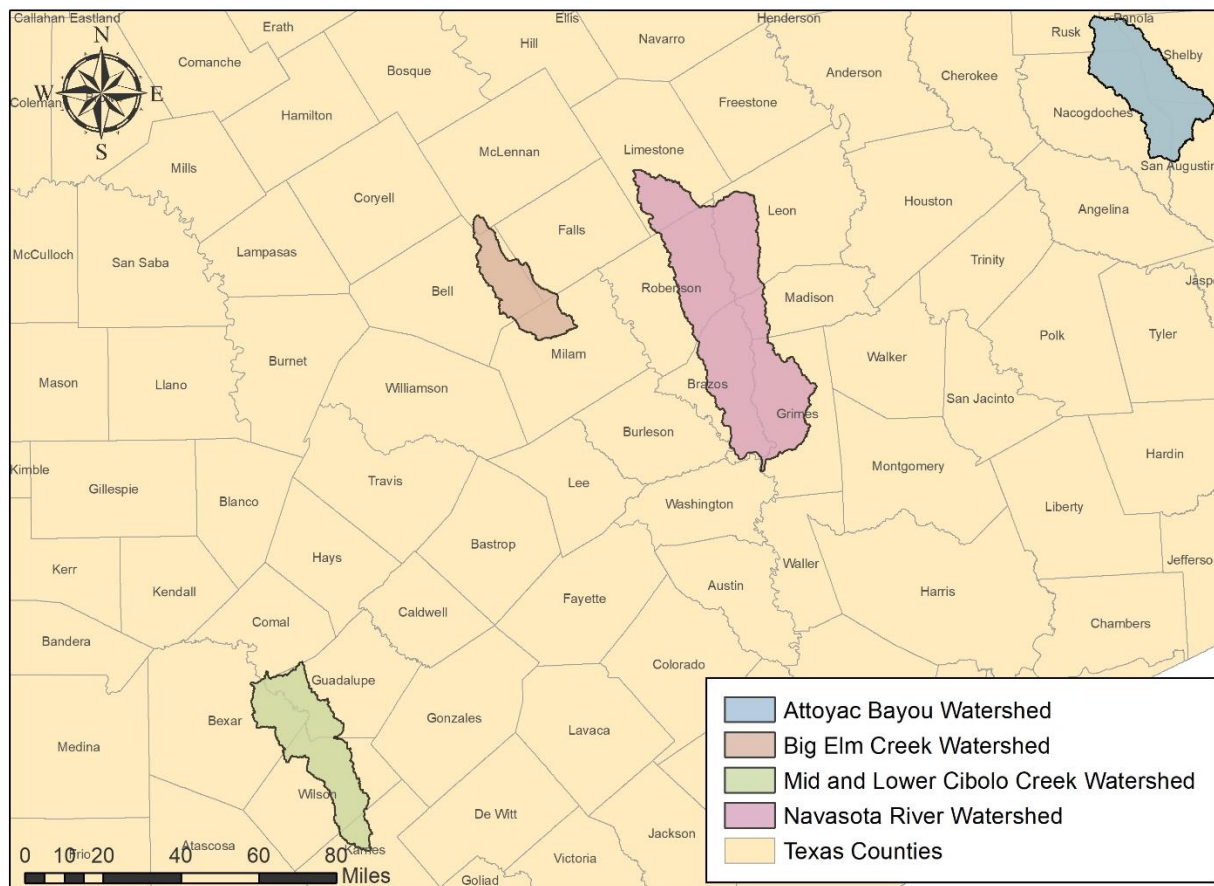 Callahan Eastland
Ellis
Henderson
Panola
Erath
Hill
Navarro
Rusk
N
Comanche
Bosque
Anderson
Cherokee
Shelby
W
E
Coleman
Freestone
Hamilton
Nacogdoches
S
McLennan
Limestone
Mills
San Augustin
Coryell
Houston
Leon
Angelina
Falls
McCulloch
San Saba
Lampasas
Trinity
Bell
Robertson
Madison
Jaspe
Polk
Tyler
Burnet
Milam
Walker
Mason
Llano
Williamson
Brazos
San Jacinto
Grimes
Burleson
Hardin
Kimble
Gillespie
Travis
Lee
Montgomery
Blanco
Washington
Liberty
Bastrop
Hays
Waller
Jefferson
Kerr
Kendall
Austin
Harris
Caldwell
Fayette
Comal
Chambers
Bandera
Colorado
Guadalupe
Bexar
Gonzales
Lavaca
Medina
Wilson
De Witt
Jackson
Atascosa
Karnes
Frio
Victoria
Goliad
0 10 20 40 60 80
Miles
Attoyac Bayou Watershed
Big Elm Creek Watershed
Mid and Lower Cibolo Creek Watershed
Navasota River Watershed
Texas Counties